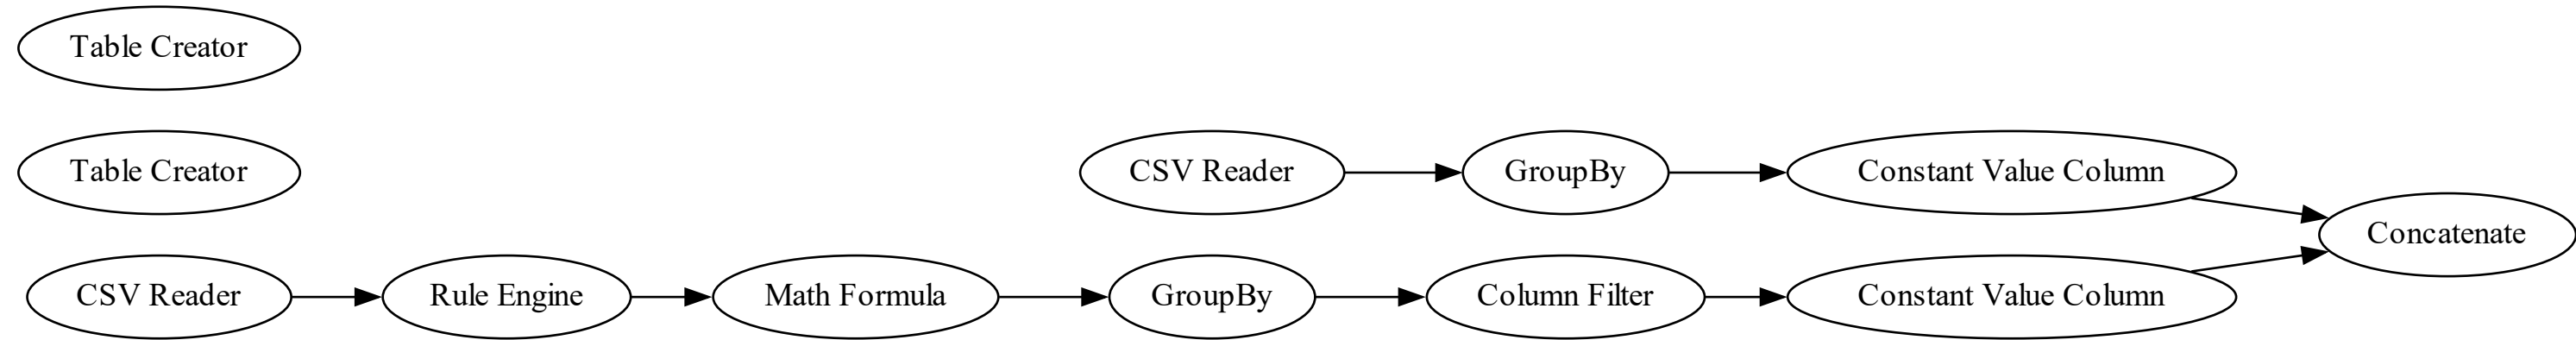 Table Creator
Table Creator
CSV Reader
GroupBy
Constant Value Column
Concatenate
CSV Reader
Rule Engine
Math Formula
GroupBy
Column Filter
Constant Value Column